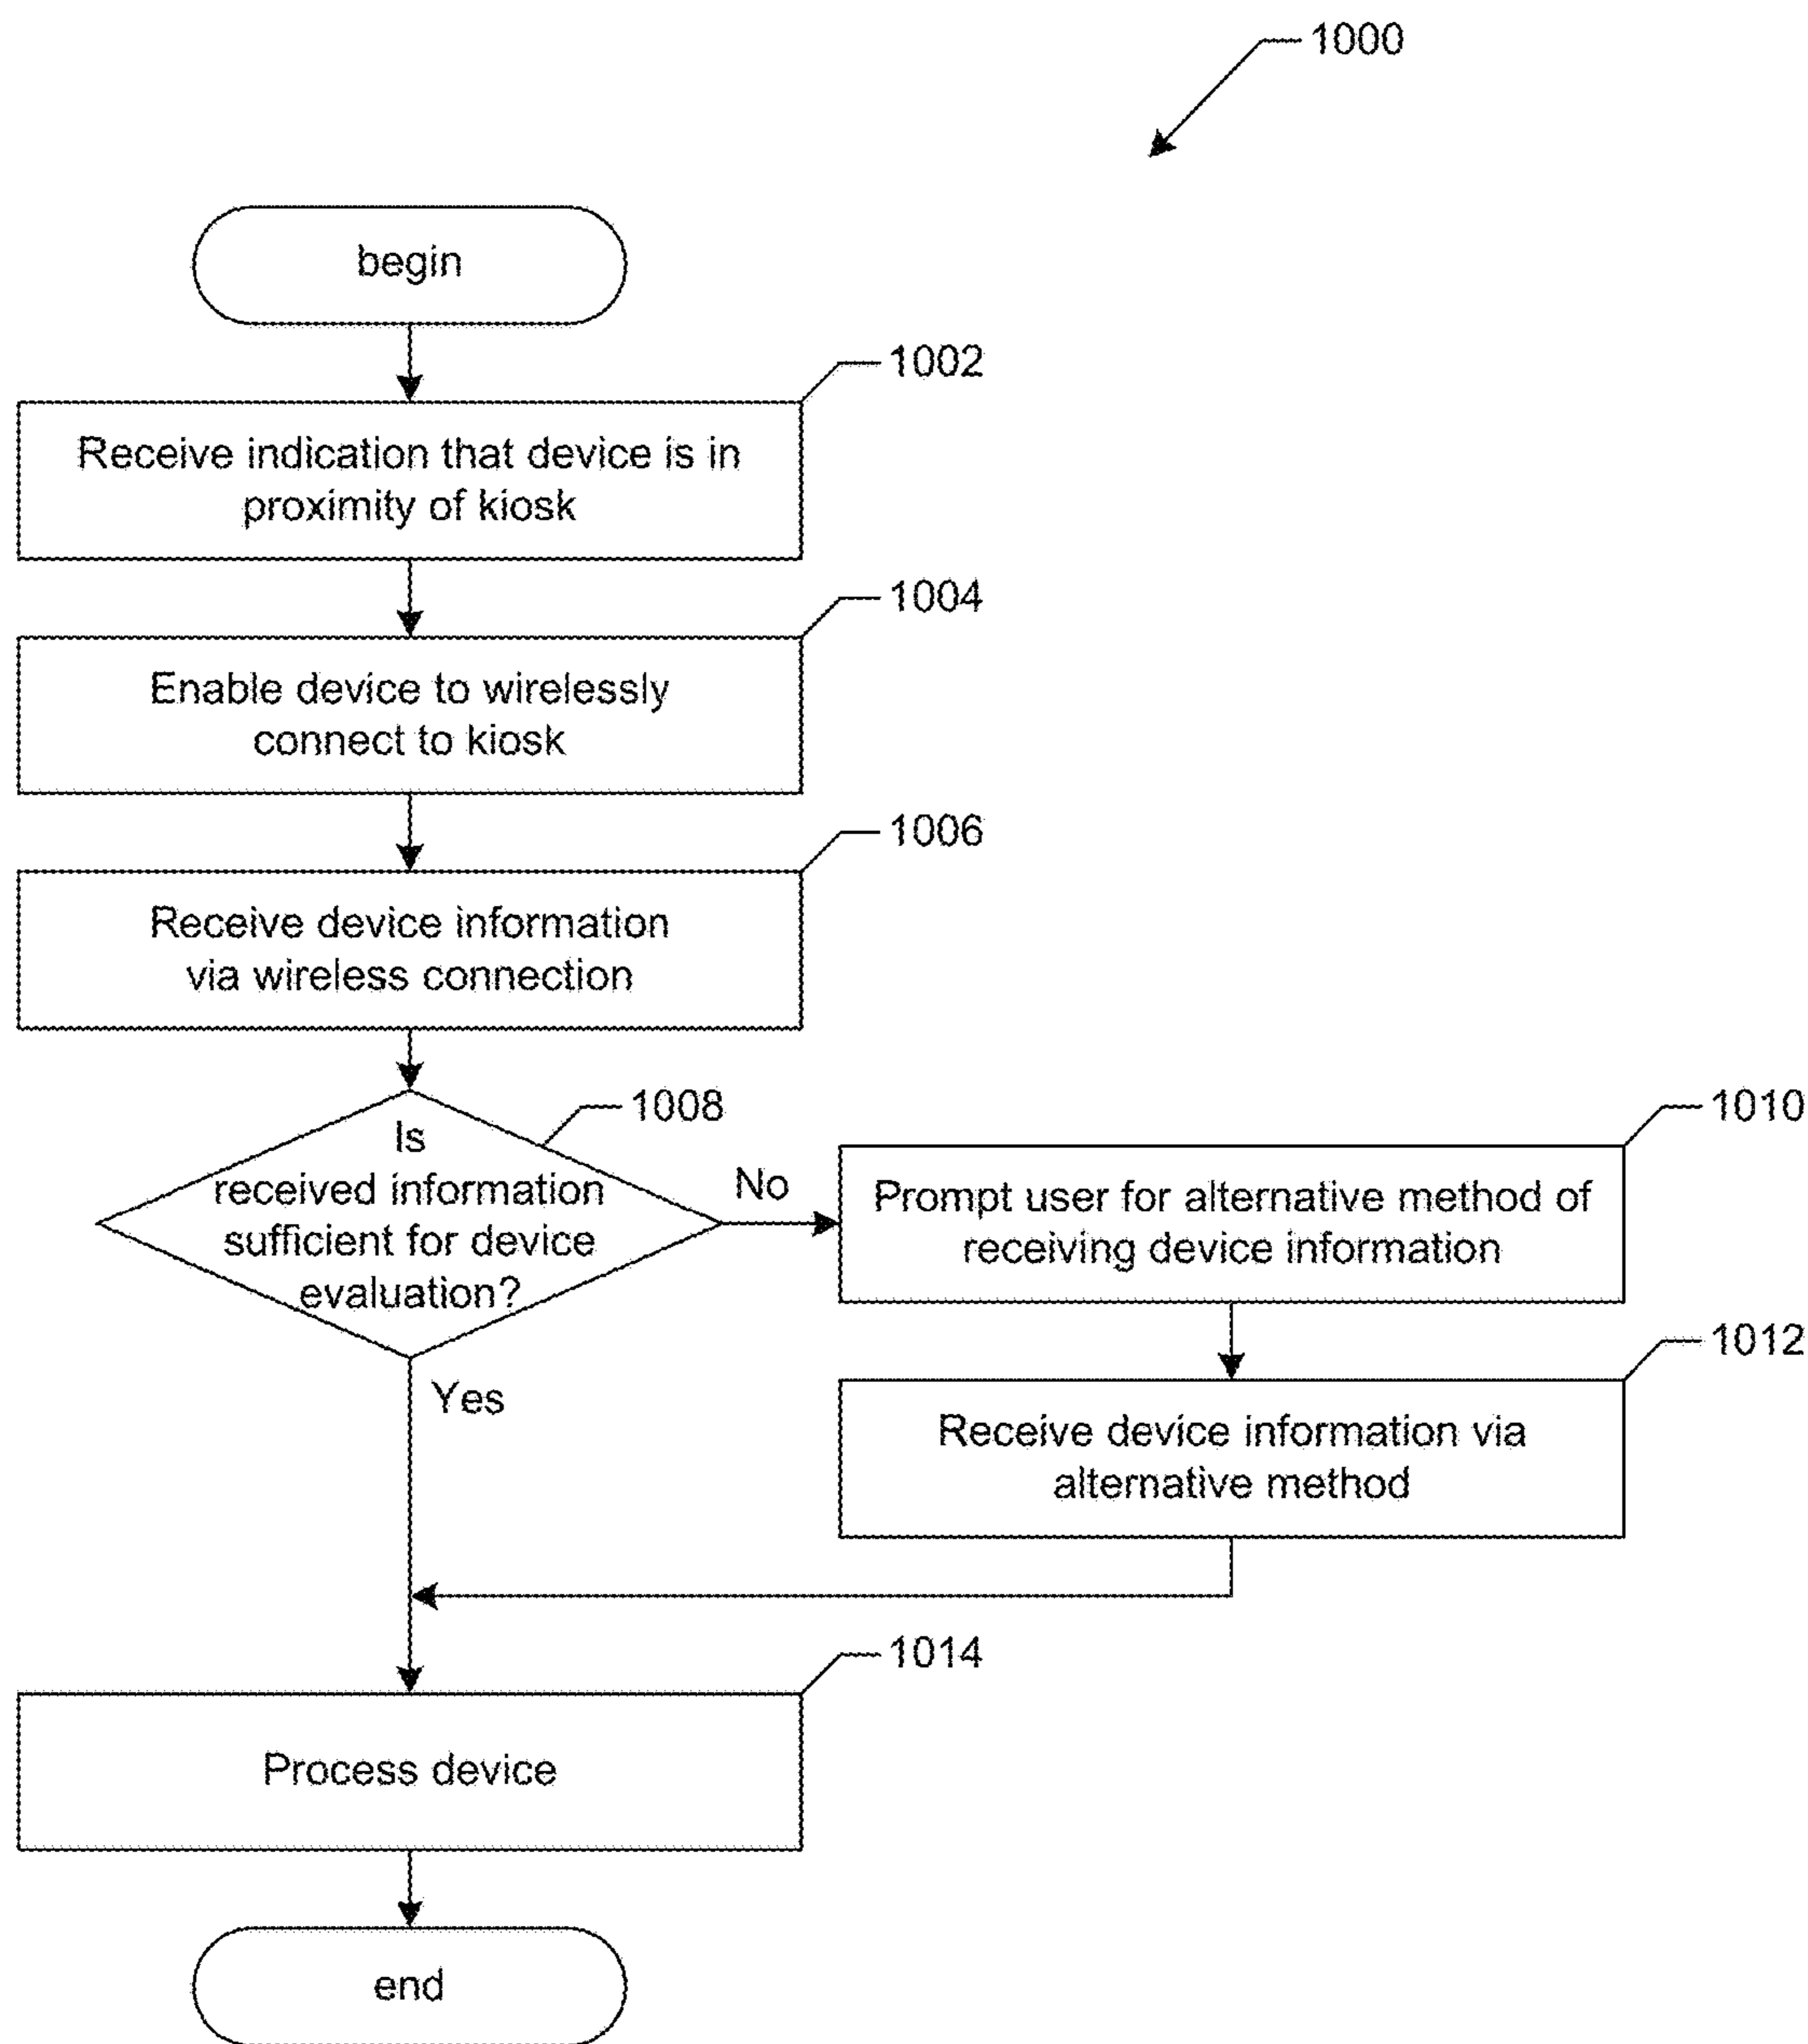 1000
begin
1002
Receive indication that device is in
proximity of kiosk
1004
Enable device to wirelessly
connect to kiosk
1006
Receive device information
via wireless connection
1008
Is
received information
sufficient for device
evaluation?
No
Yes
1010
Prompt user for alternative method of
receiving device information
1012
Receive device information via
alternative method
1014
Process device
end